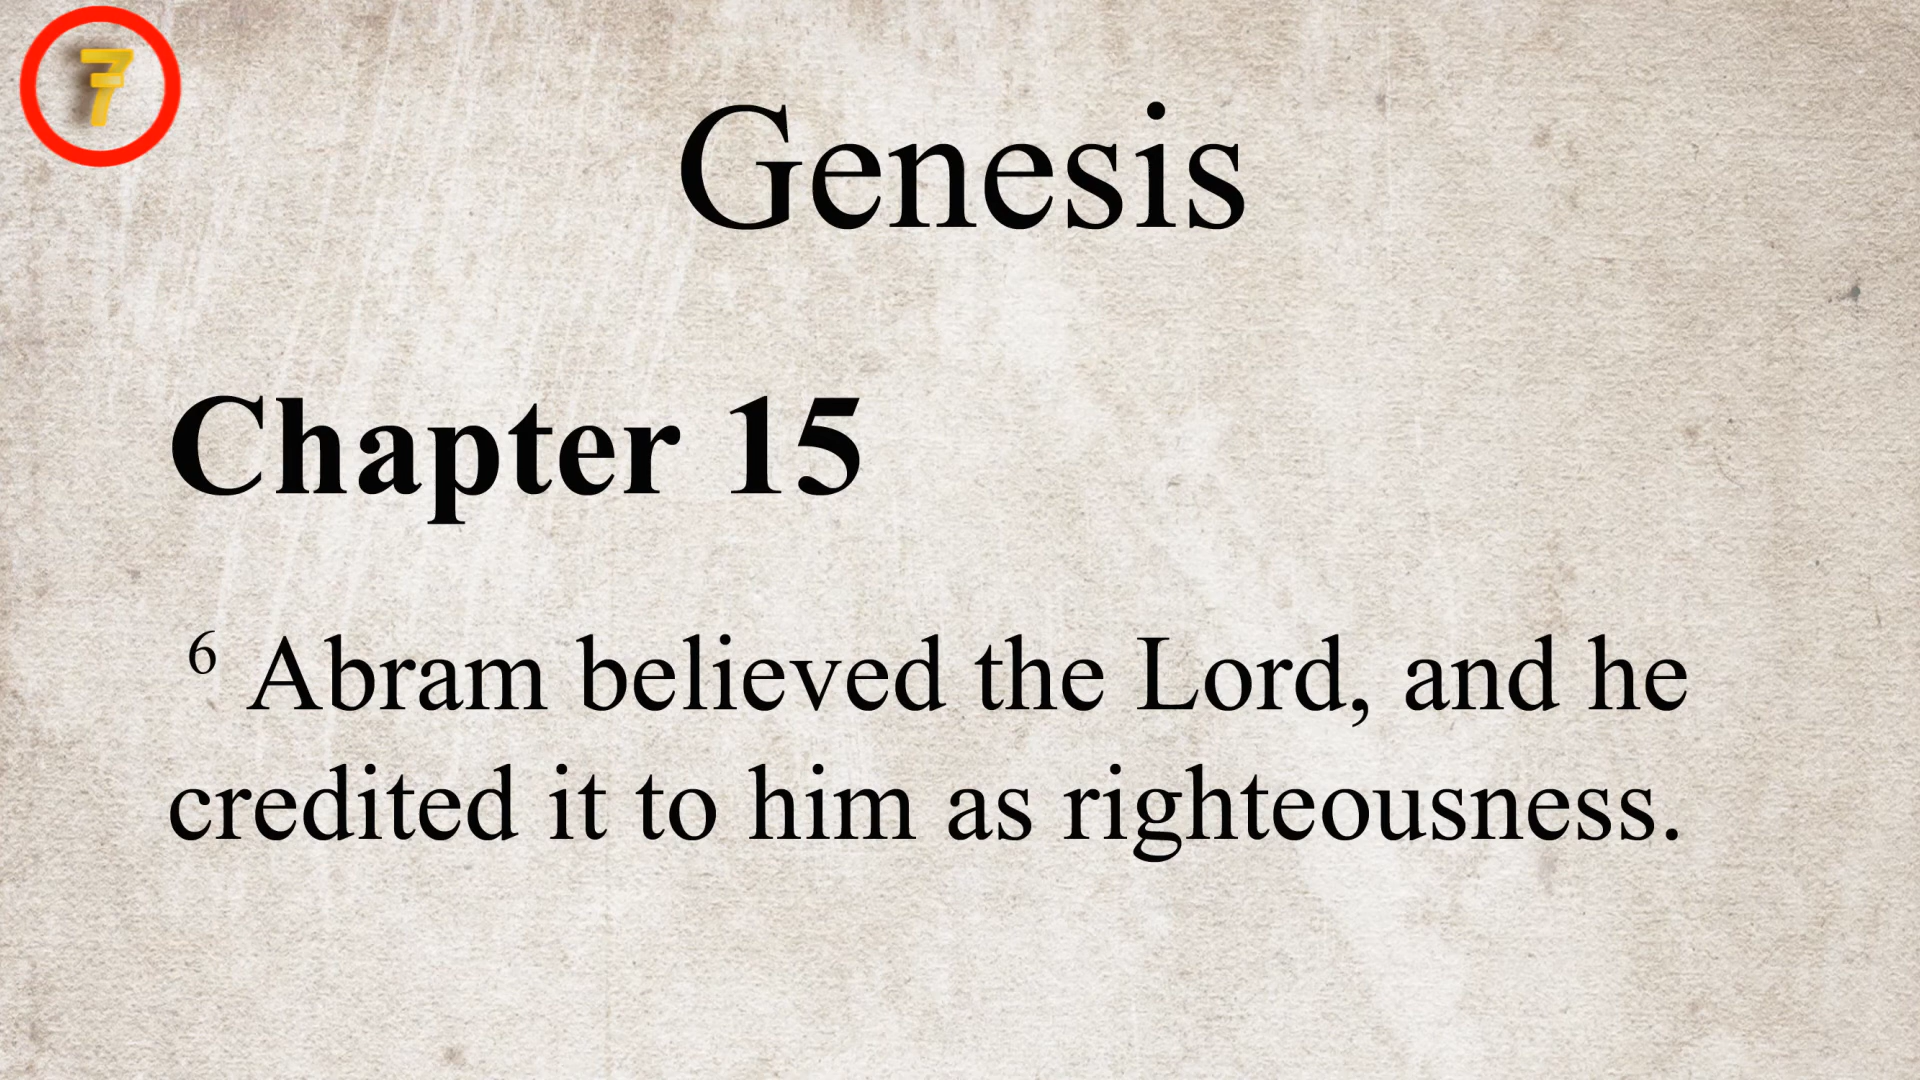 7
Genesis
Chapter 15
6 Abram believed the Lord, and he
credited it to him as righteousness.